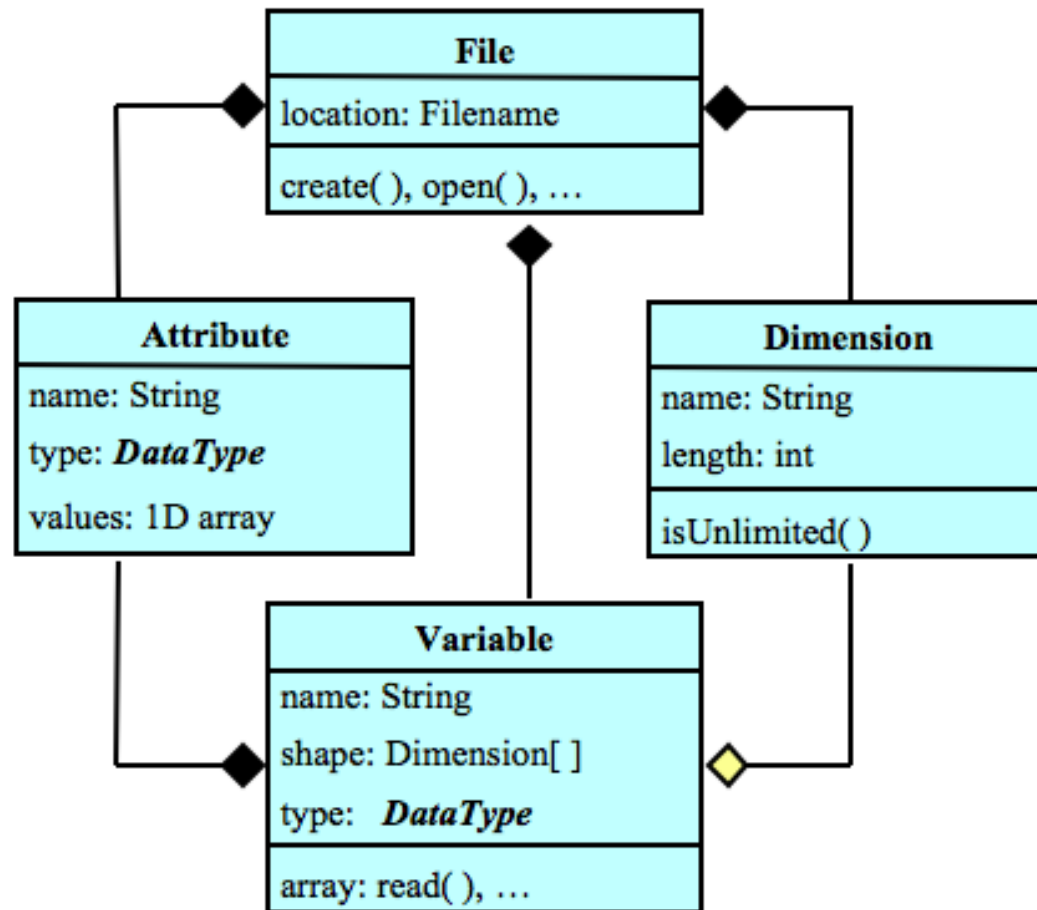 File
location: Filename
create( ), open( ), …
Attribute
name: String
type: DataType
values: 1D array
Dimension
name: String
length: int
isUnlimited( )
Variable
name: String
shape: Dimension[ ]
type: DataType
array: read( ), …